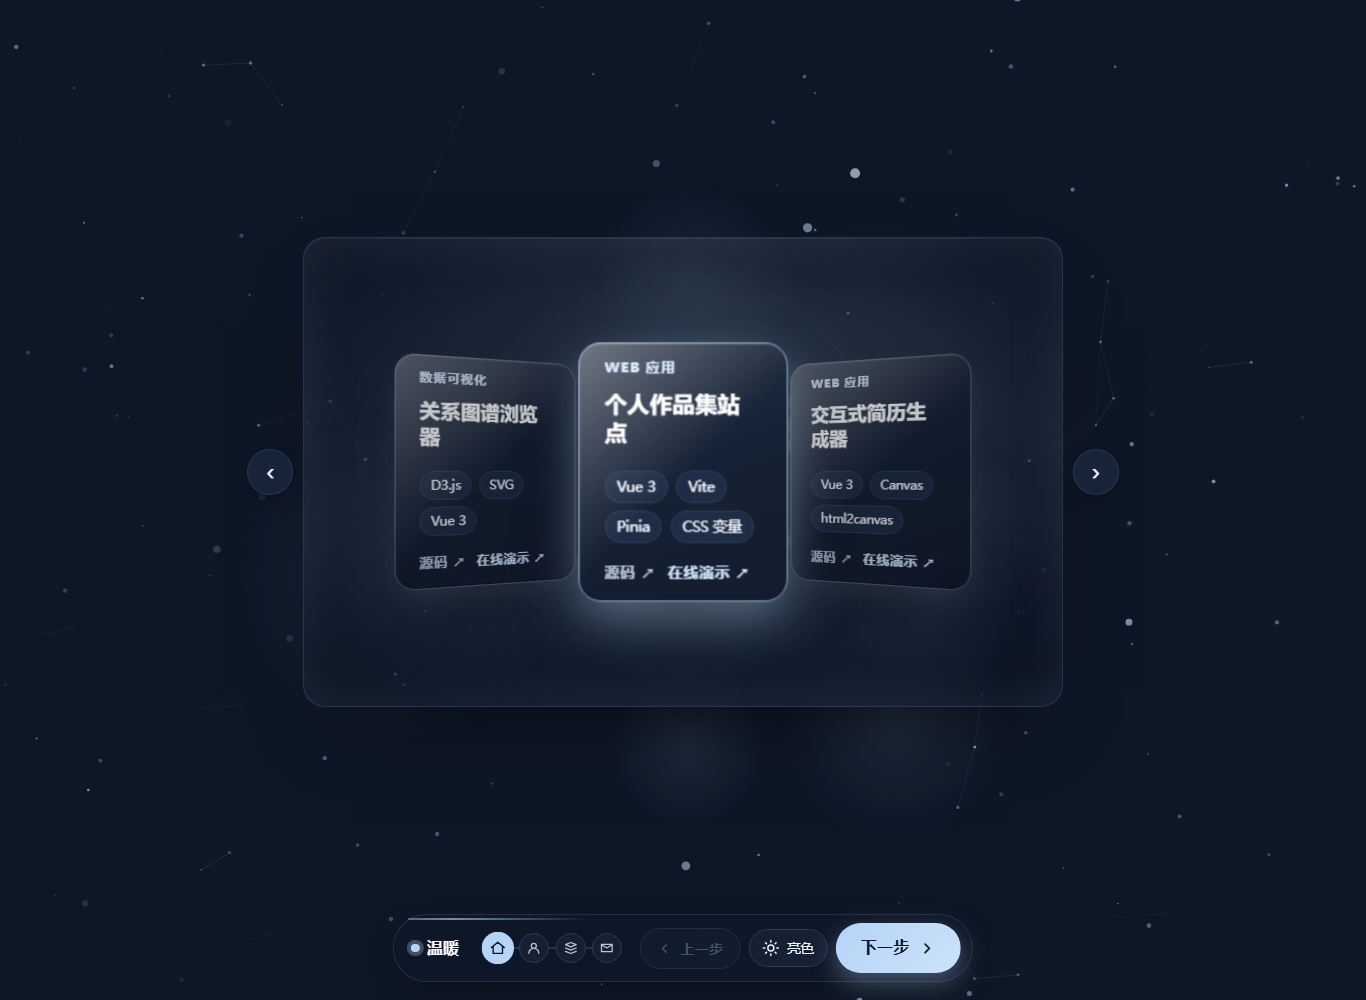 数据可视化
关系图谱浏览
器
D3.js SVG
Vue 3
源码 ↗ 在线演示 ↗
WEB 应用
个人作品集站
点
Vue 3 Vite
Pinia CSS 变量
源码 ↗ 在线演示 ↗
WEB 应用
交互式简历生
成器
Vue 3 Canvas
html2canvas
源码 ↗ 在线演示 ↗
‹
›
温暖 上一步 亮色 下一步